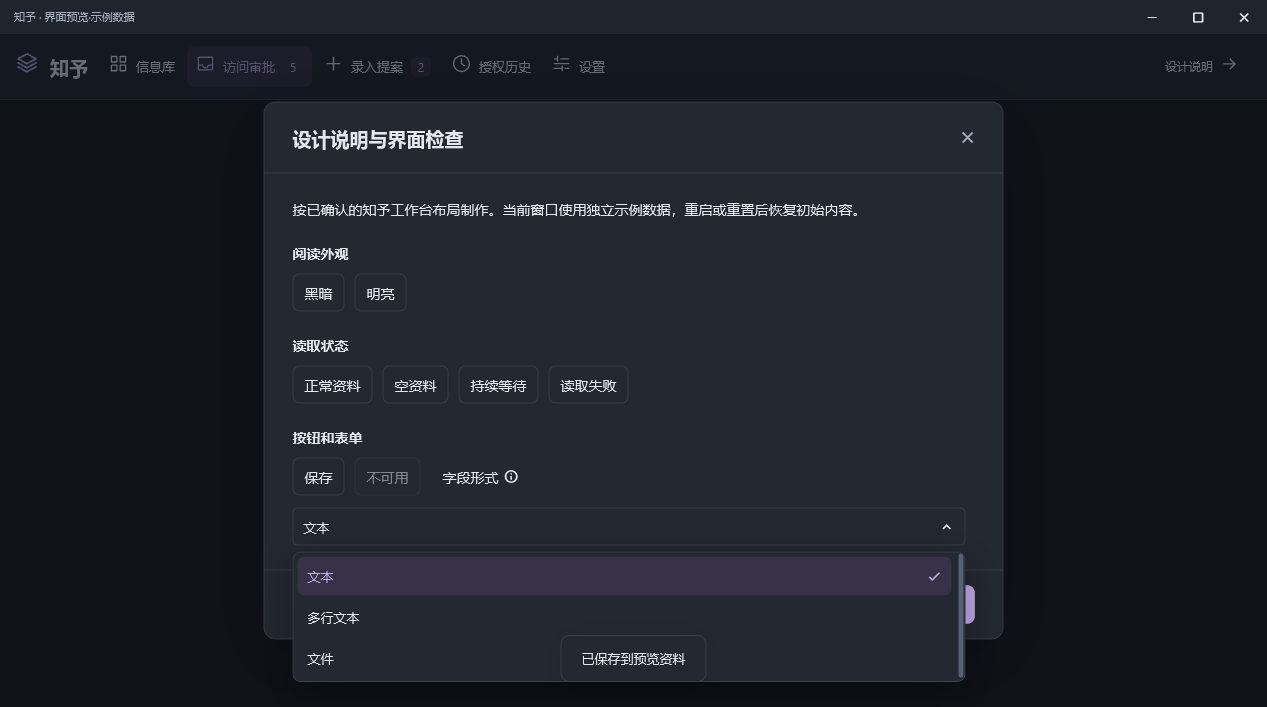 知予 · 界面预览·示例数据
知予 信息库 访问审批 5 录入提案 2 授权历史 设置 设计说明
设计说明与界面检查
按已确认的知予工作台布局制作。当前窗口使用独立示例数据，重启或重置后恢复初始内容。
阅读外观
黑暗 明亮
读取状态
正常资料 空资料 持续等待 读取失败
按钮和表单
保存 不可用 字段形式
文本
文本
多行文本
文件
已保存到预览资料